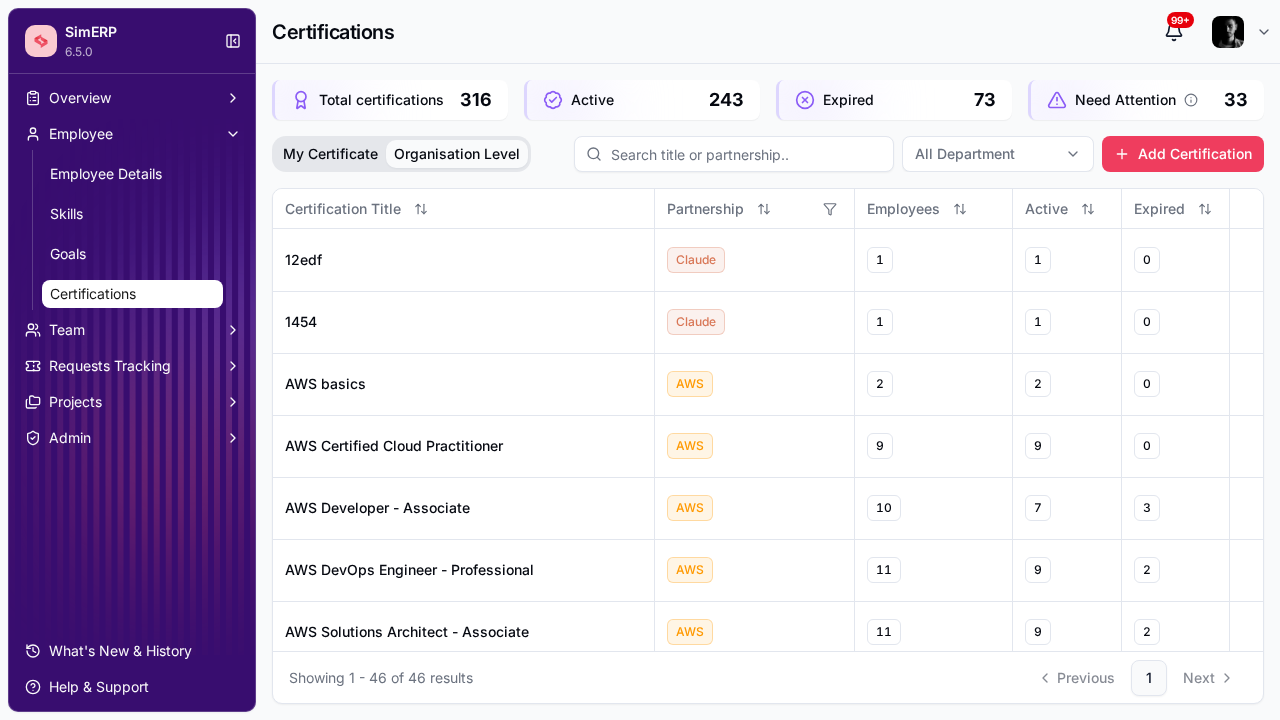 SimERP
6.5.0
Overview
Employee
Employee Details
Skills
Goals
Certifications
Team
Requests Tracking
Projects
Admin
What's New & History
Help & Support
Certifications
99+
Total certifications 316
Active 243
Expired 73
Need Attention 33
My Certificate Organisation Level
Search title or partnership..
All Department
Add Certification
Certification Title Partnership Employees Active Expired
12edf Claude 1 1 0
1454 Claude 1 1 0
AWS basics AWS 2 2 0
AWS Certified Cloud Practitioner AWS 9 9 0
AWS Developer - Associate AWS 10 7 3
AWS DevOps Engineer - Professional AWS 11 9 2
AWS Solutions Architect - Associate AWS 11 9 2
Showing 1 - 46 of 46 results
Previous 1 Next